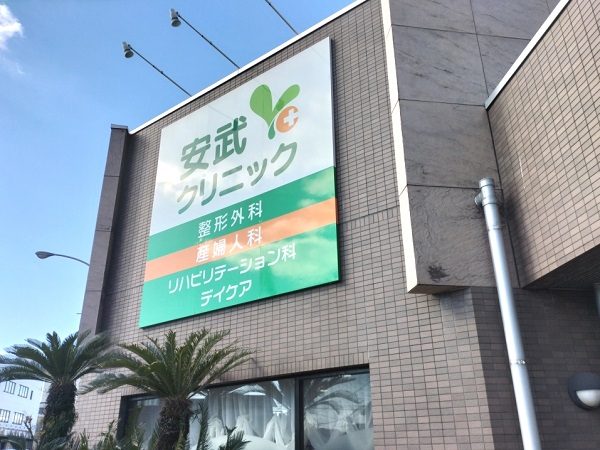 安武
クリニック
整形外科
産婦人科
リハビリテーション科
デイケア